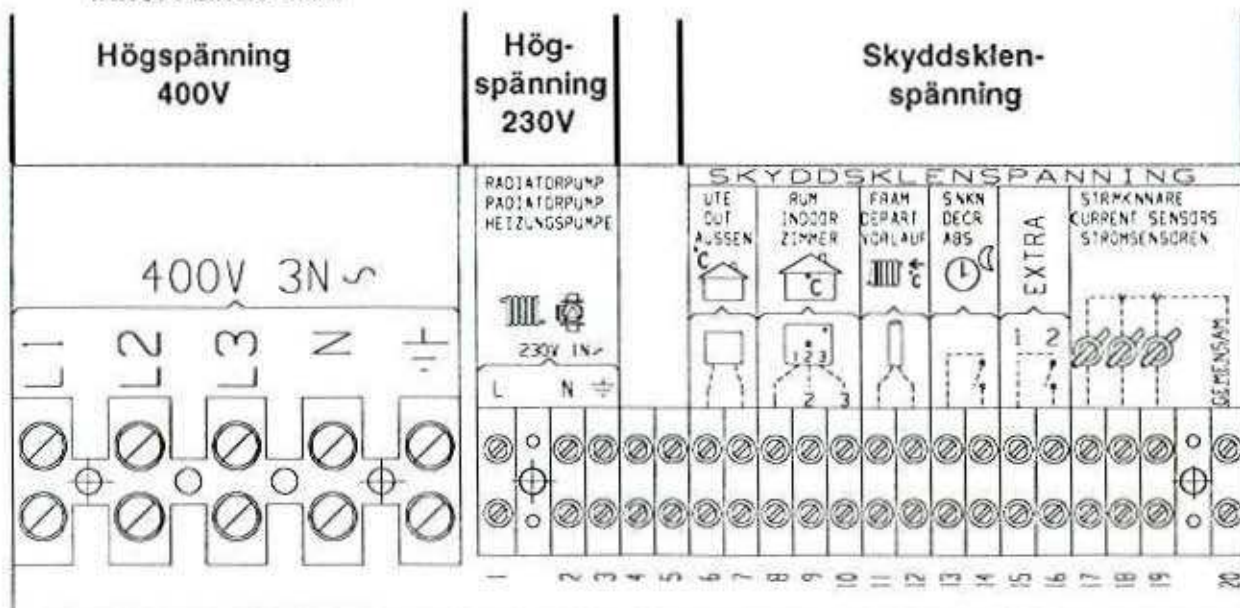 Högspänning
400V
Hög-
spänning
230V
Skyddsklen-
spänning
RADIATORPUMP
RADIATORPUMP
HEIZUNGSPUMPE
230V 1N~
L N
400V 3N ~
L1 L2 L3 N
SKYDDSKLENSPANNING
UTE
OUT
AUSSEN
°C
RUM
INDOOR
ZIMMER
°C
1 2 3
2 3
FRAM
DEPART
VORLAUF
°C
SNKN
DECR
ABS
EXTRA
1 2
STRMKNNARE
CURRENT SENSORS
STROMSENSOREN
GEMENSAM
1 2 3 4 5 6 7 8 9 10 11 12 13 14 15 16 17 18 19 20